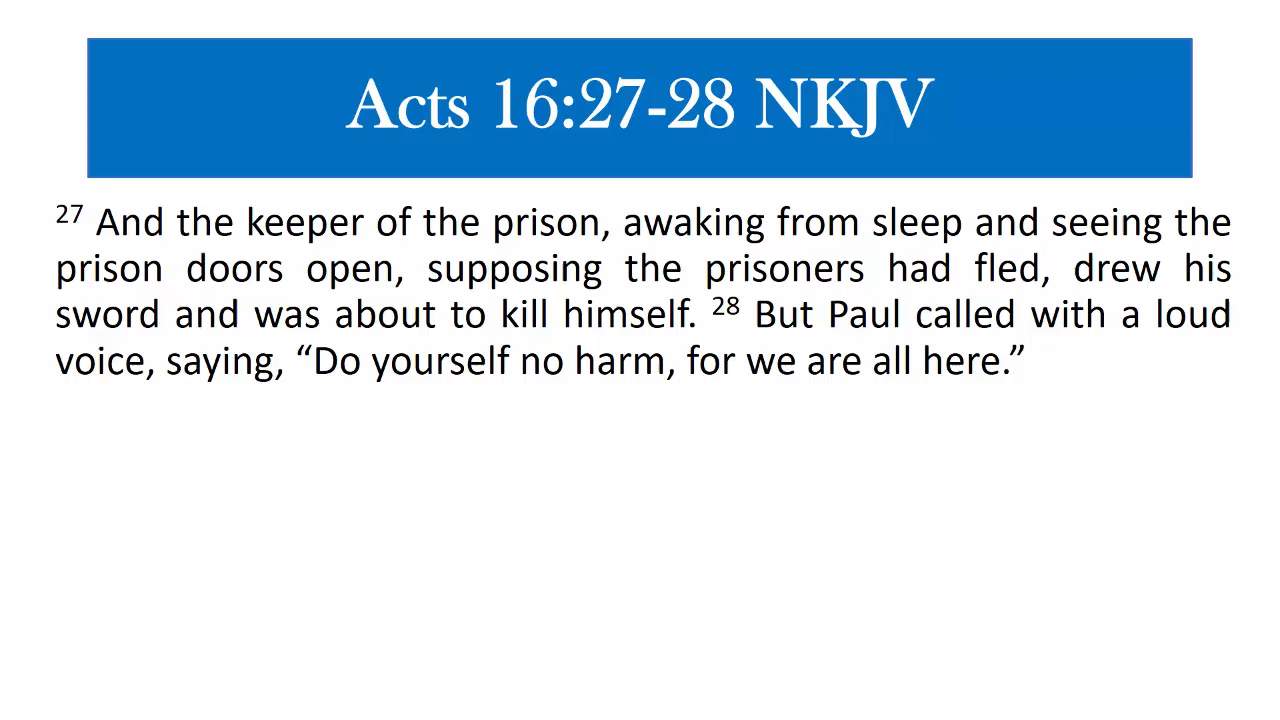 Acts 16:27-28 NKJV
27 And the keeper of the prison, awaking from sleep and seeing the
prison doors open, supposing the prisoners had fled, drew his
sword and was about to kill himself. 28 But Paul called with a loud
voice, saying, “Do yourself no harm, for we are all here.”